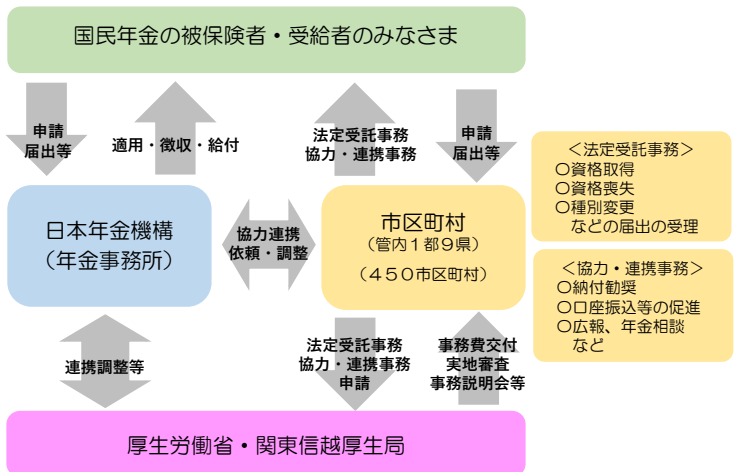 国民年金の被保険者・受給者のみなさま
申請
届出等
適用・徴収・給付
法定受託事務
協力・連携事務
申請
届出等
＜法定受託事務＞
〇資格取得
〇資格喪失
〇種別変更
などの届出の受理
日本年金機構
（年金事務所）
協力連携
依頼・調整
市区町村
（管内１都９県）
（４５０市区町村）
＜協力・連携事務＞
〇納付勧奨
〇口座振込等の促進
〇広報、年金相談
など
連携調整等
法定受託事務
協力・連携事務
申請
事務費交付
実地審査
事務説明会等
厚生労働省・関東信越厚生局